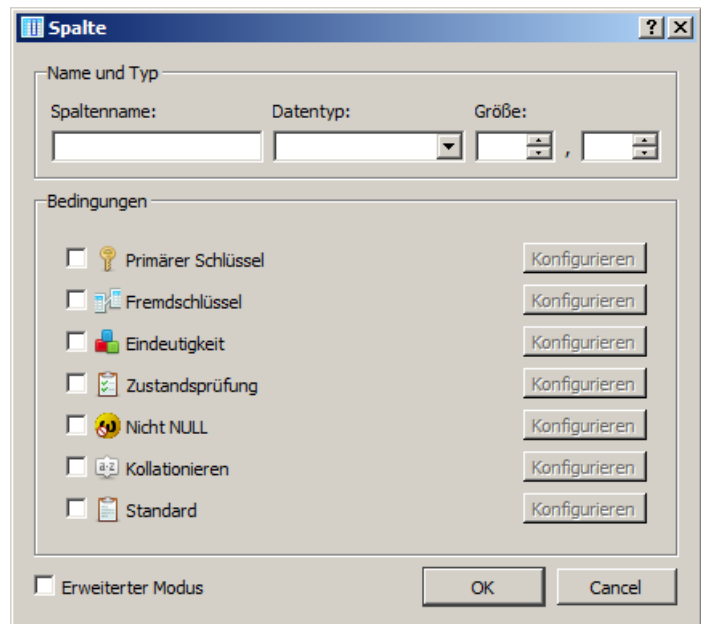 Spalte
Name und Typ
Spaltenname: Datentyp: Größe:
,
Bedingungen
Primärer Schlüssel Konfigurieren
Fremdschlüssel Konfigurieren
Eindeutigkeit Konfigurieren
Zustandsprüfung Konfigurieren
Nicht NULL Konfigurieren
a-z Kollationieren Konfigurieren
Standard Konfigurieren
Erweiterter Modus OK Cancel